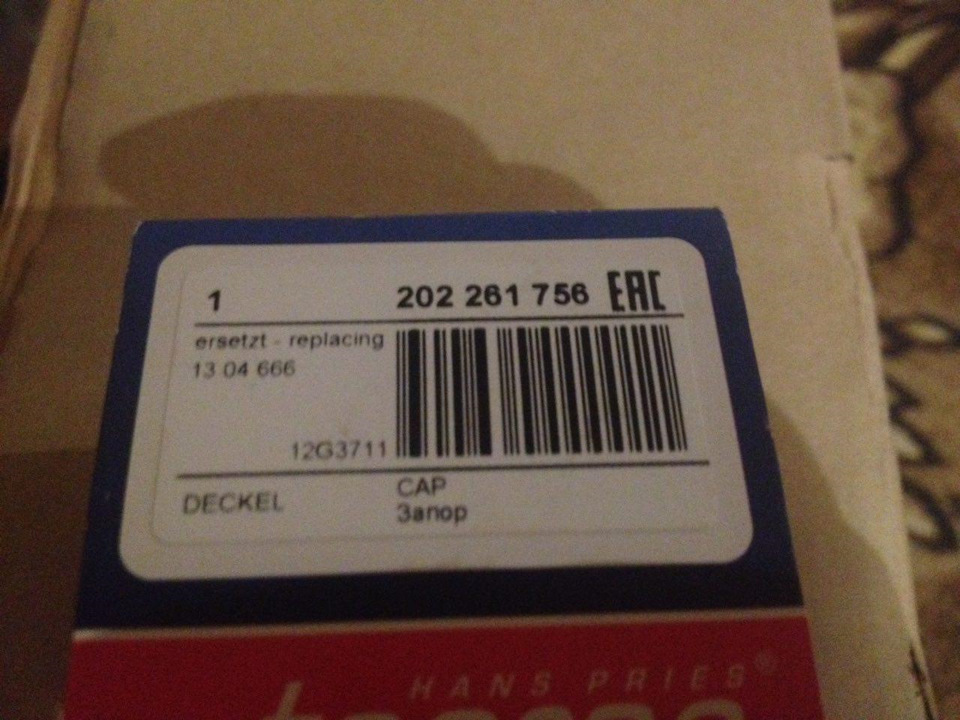 1 202 261 756 EAC
ersetzt - replacing
13 04 666
12G3711
DECKEL
CAP
Запор
HANS PRIES®